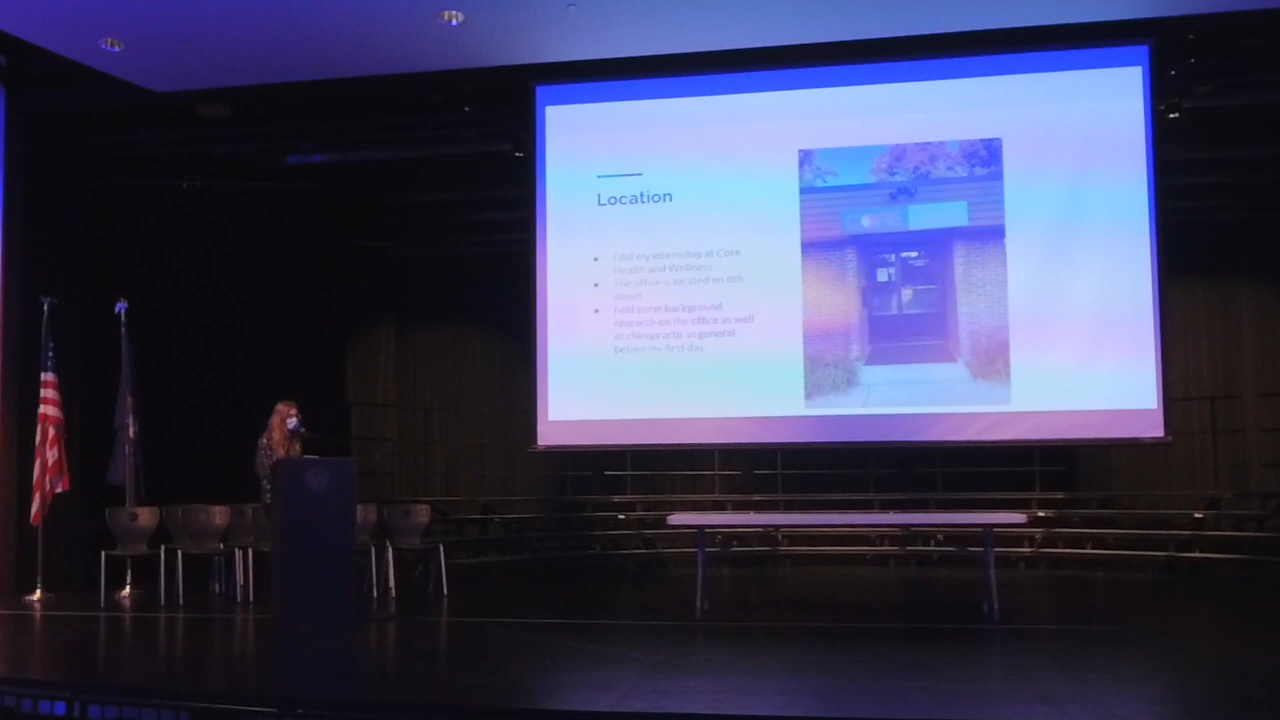 Location
I did my internship at Core
Health and Wellness
The office is located on 8th
street
I did some background
research on the office as well
as chiropractic in general
before my first day
CORE